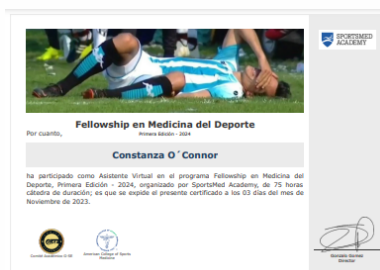 SPORTSMED
ACADEMY
Fellowship en Medicina del Deporte
Por cuanto,
Primera Edición - 2024
Constanza O´Connor
ha participado como Asistente Virtual en el programa Fellowship en Medicina del
Deporte, Primera Edición - 2024, organizado por SportsMed Academy, de 75 horas
cátedra de duración; es que se expide el presente certificado a los 03 días del mes de
Noviembre de 2023.
American College of Sports
Medicine
Director